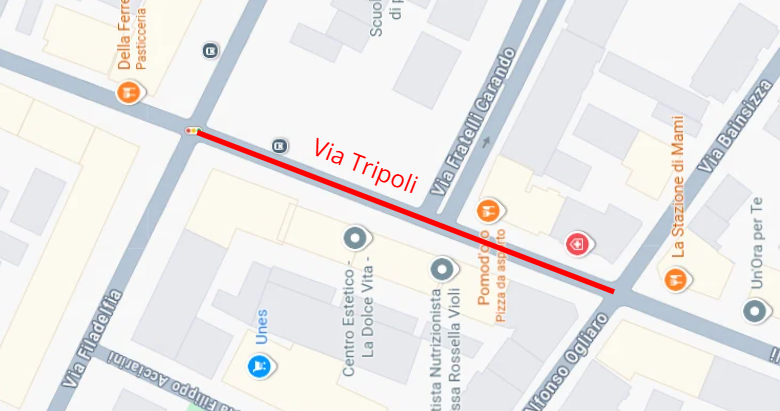 Della Ferre
Pasticceria
Scuol
di p
Via Fratelli Carando
Via Bainsizza
Via Tripoli
La Stazione di Mami
Un'Ora per Te
Pomod'oro
Pizza da asporto
Centro Estetico -
La Dolce Vita -
tista Nutrizionista
ssa Rossella Violi
Unes
Via Filadelfia
Via Filippo Acciarini
Alfonso Ogliaro